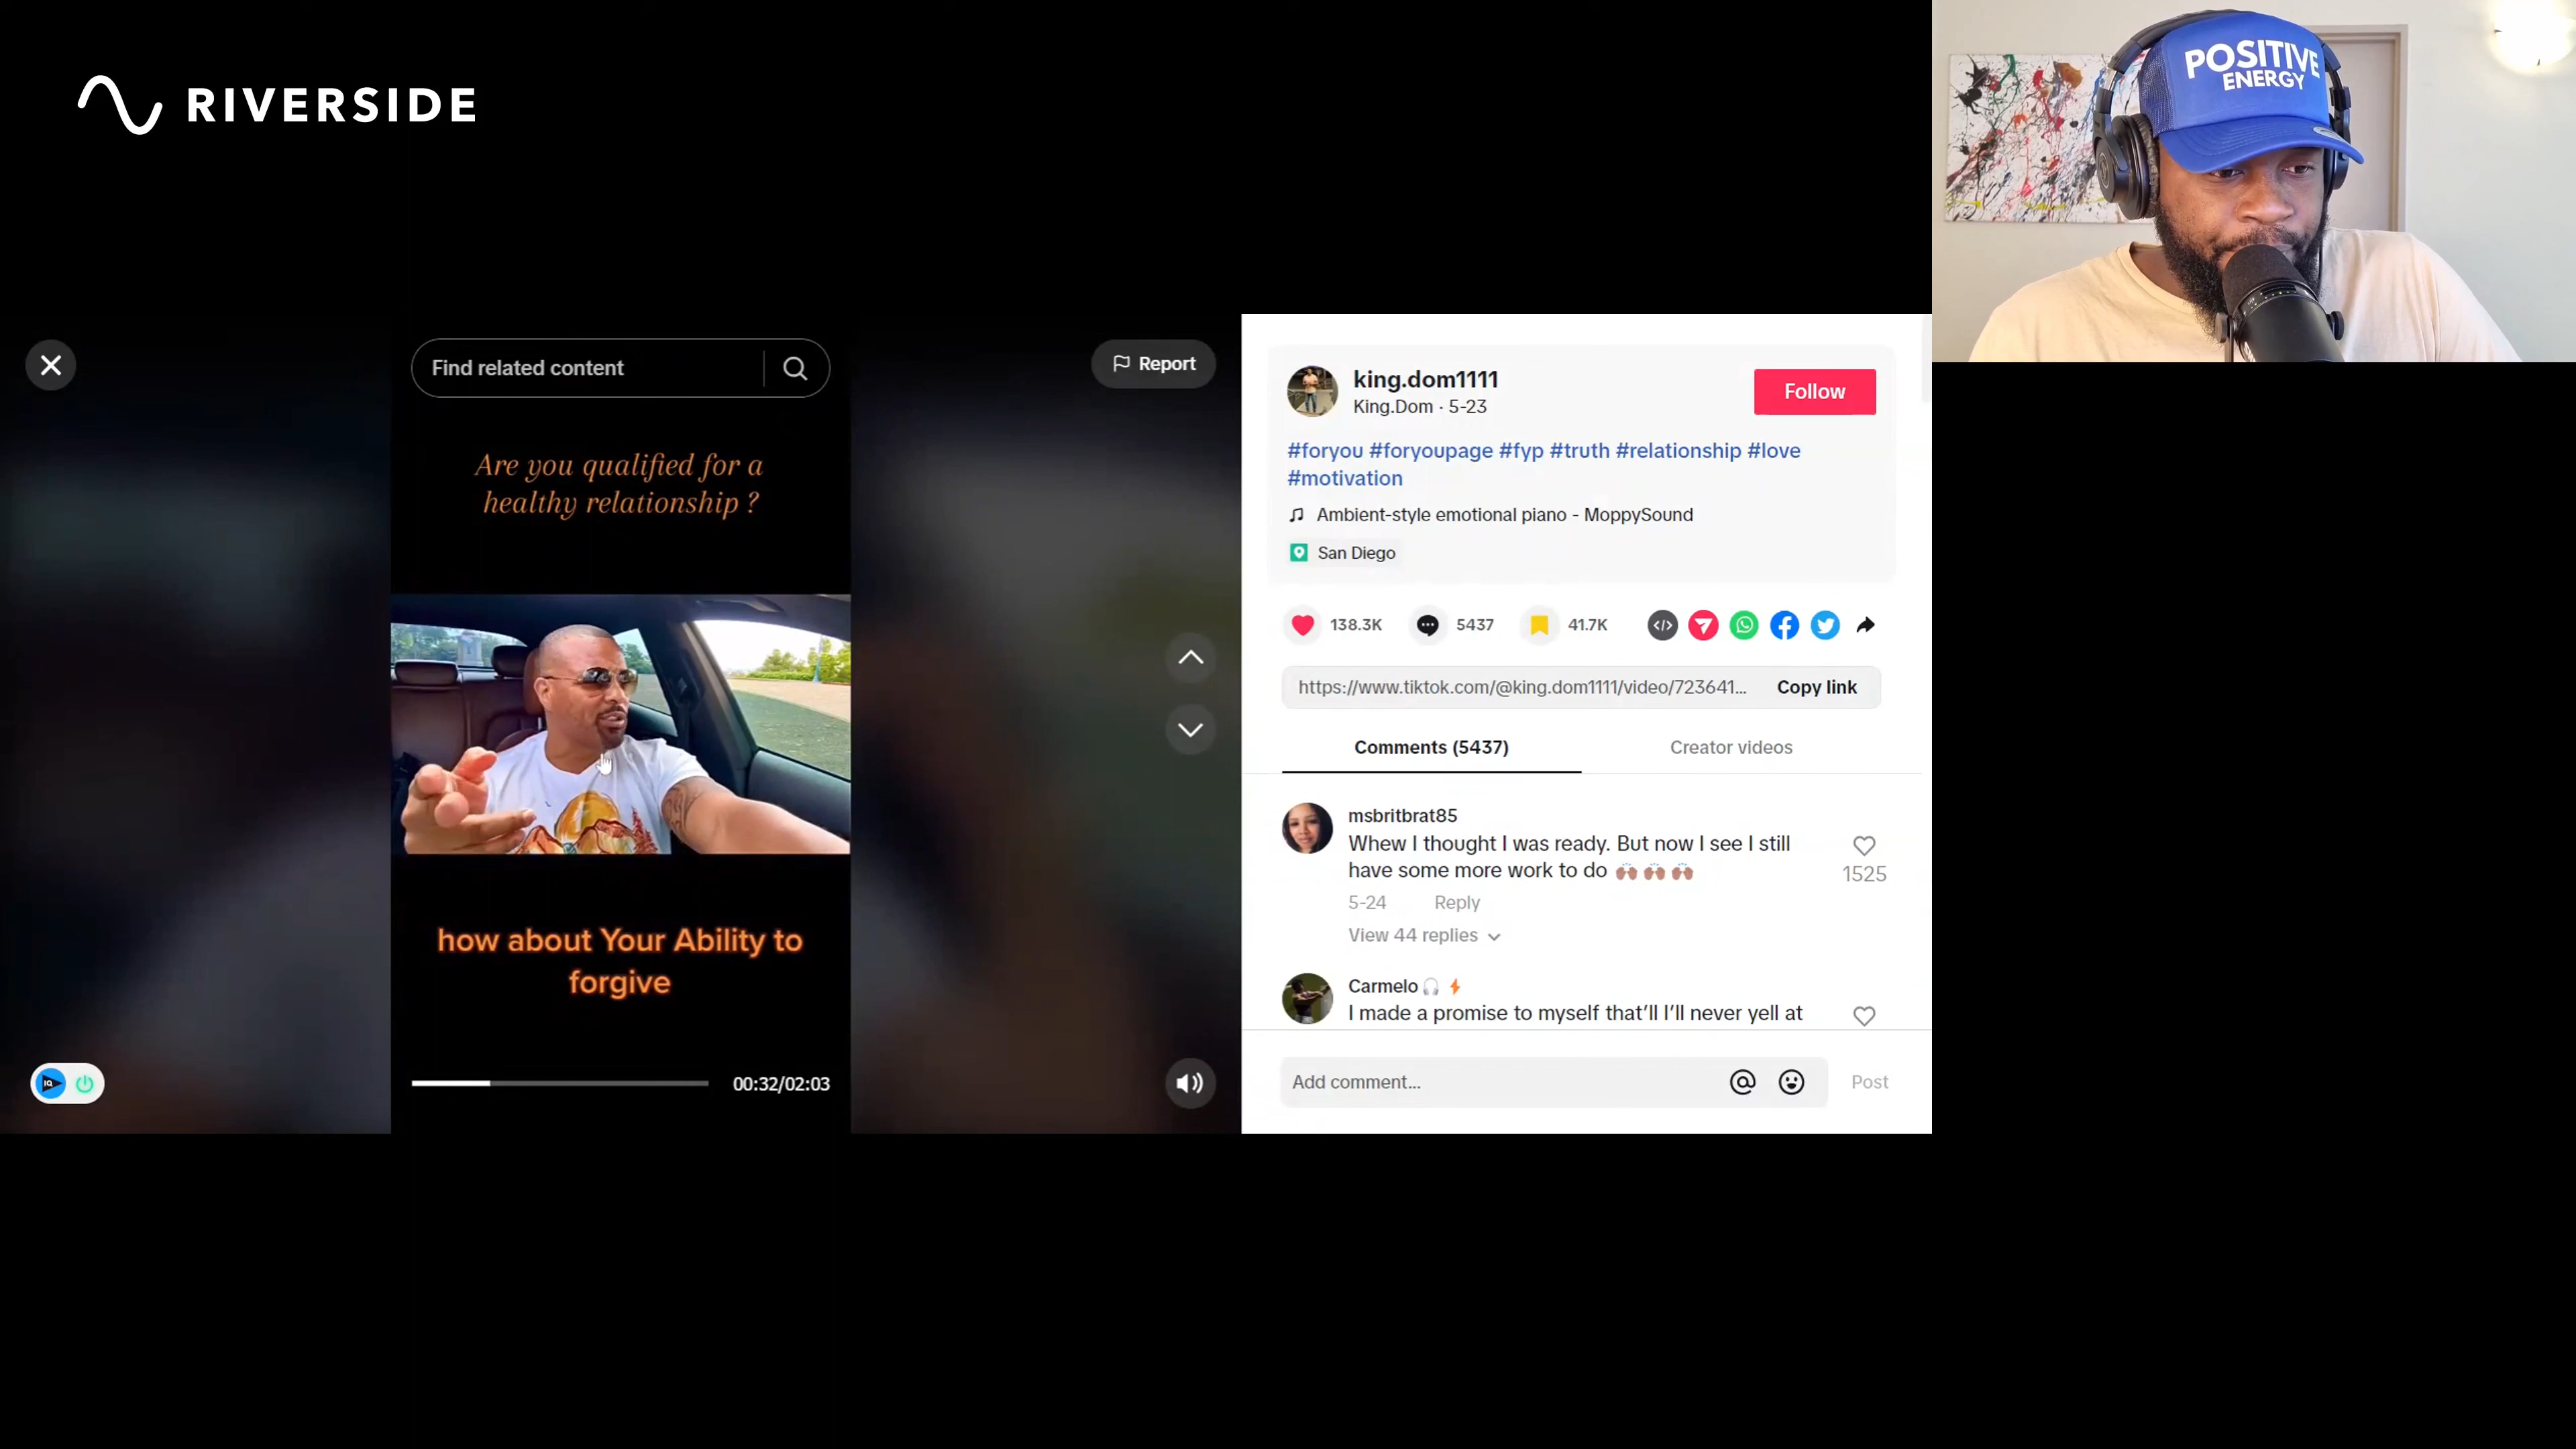 RIVERSIDE
POSITIVE
ENERGY
Find related content
Report
Are you qualified for a
healthy relationship ?
how about Your Ability to
forgive
IQ
00:32/02:03
king.dom1111
King.Dom · 5-23
Follow
#foryou #foryoupage #fyp #truth #relationship #love
#motivation
Ambient-style emotional piano - MoppySound
San Diego
138.3K
5437
41.7K
https://www.tiktok.com/@king.dom1111/video/723641...
Copy link
Comments (5437)
Creator videos
msbritbrat85
Whew I thought I was ready. But now I see I still
have some more work to do 🙌🏽 🙌🏽 🙌🏽
1525
5-24 Reply
View 44 replies
Carmelo🎧⚡
I made a promise to myself that’ll I’ll never yell at
Add comment...
Post